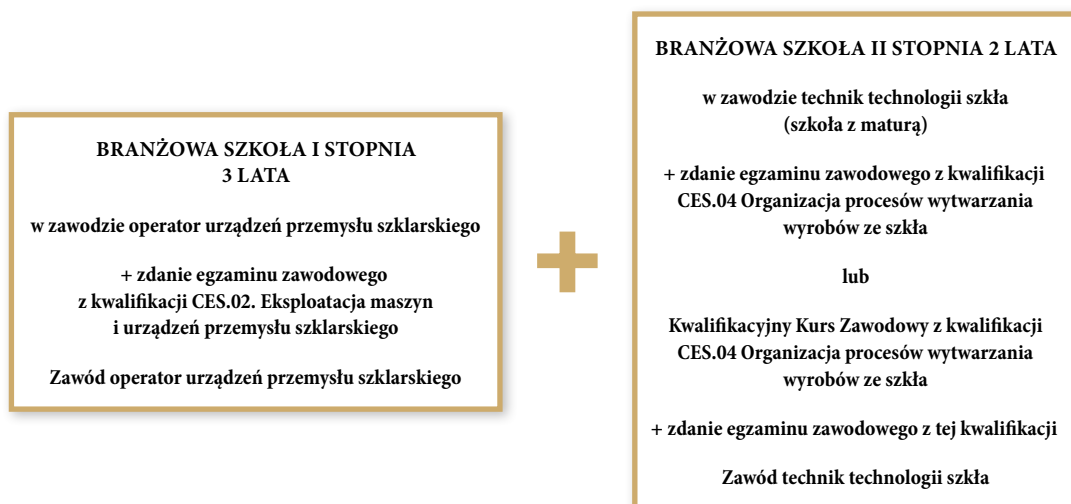 BRANŻOWA SZKOŁA I STOPNIA
3 LATA
w zawodzie operator urządzeń przemysłu szklarskiego
+ zdanie egzaminu zawodowego
z kwalifikacji CES.02. Eksploatacja maszyn
i urządzeń przemysłu szklarskiego
Zawód operator urządzeń przemysłu szklarskiego
+
BRANŻOWA SZKOŁA II STOPNIA 2 LATA
w zawodzie technik technologii szkła
(szkoła z maturą)
+ zdanie egzaminu zawodowego z kwalifikacji
CES.04 Organizacja procesów wytwarzania
wyrobów ze szkła
lub
Kwalifikacyjny Kurs Zawodowy z kwalifikacji
CES.04 Organizacja procesów wytwarzania
wyrobów ze szkła
+ zdanie egzaminu zawodowego z tej kwalifikacji
Zawód technik technologii szkła